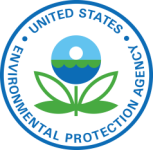 UNITED STATES
ENVIRONMENTAL PROTECTION AGENCY